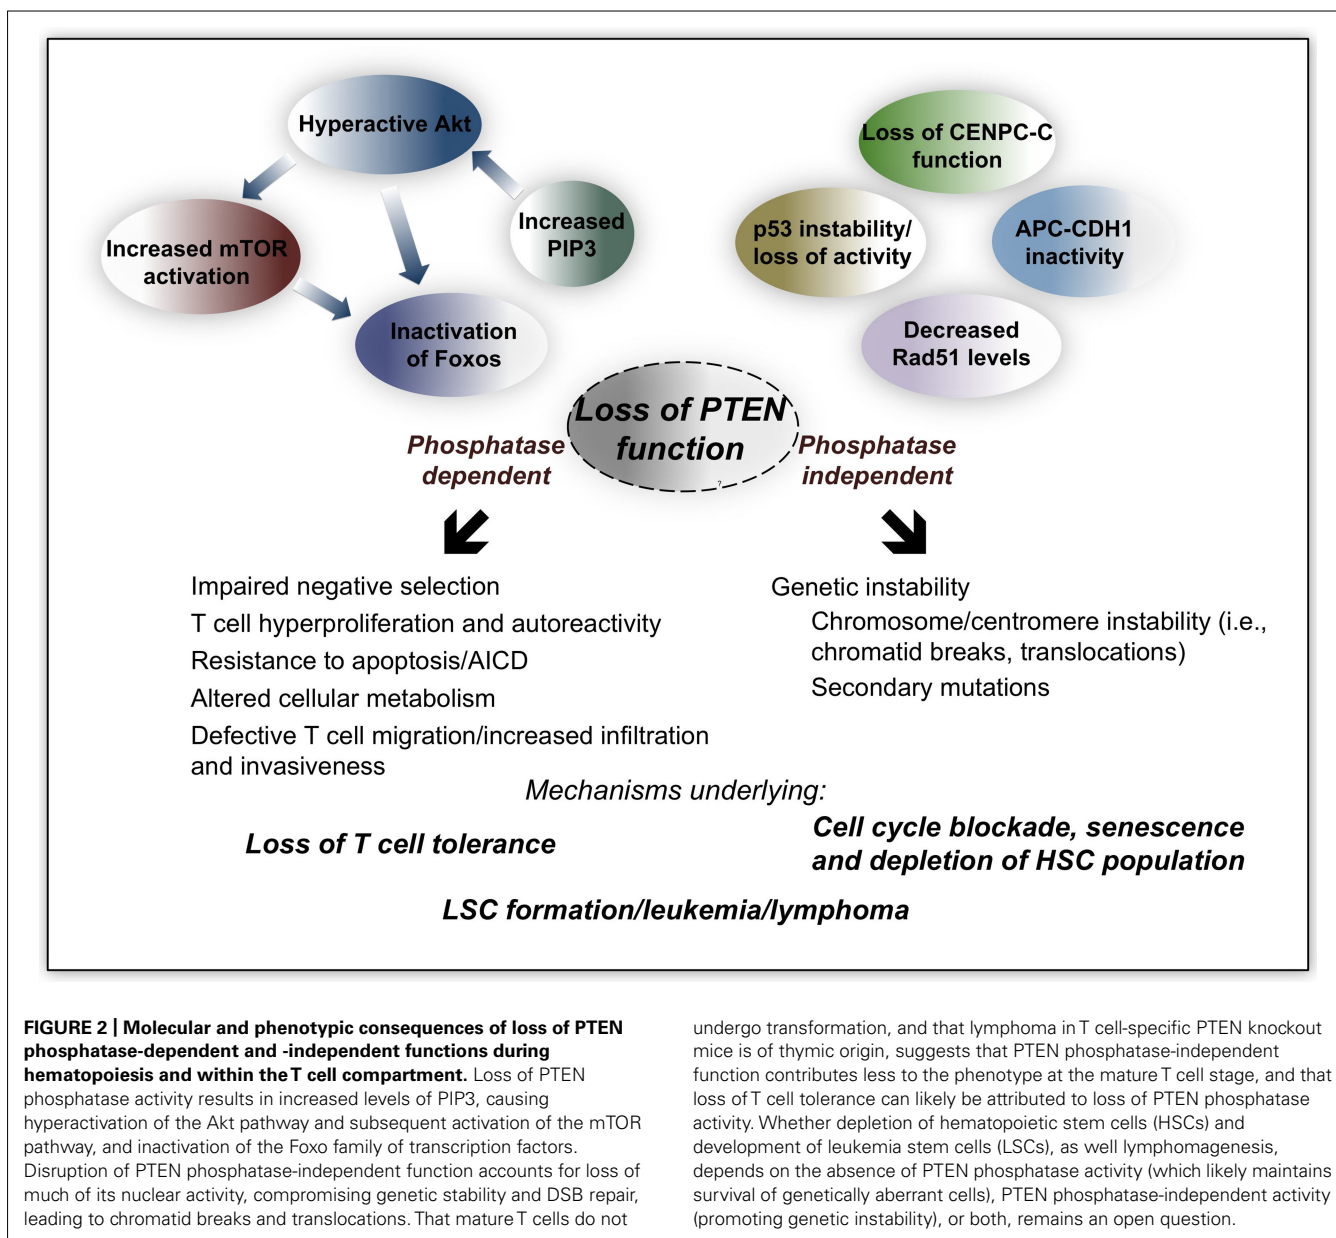 Hyperactive Akt
Increased mTOR
activation
Increased
PIP3
Inactivation
of Foxos
Loss of CENPC-C
function
p53 instability/
loss of activity
APC-CDH1
inactivity
Decreased
Rad51 levels
Loss of PTEN
function
?
Phosphatase
dependent
Phosphatase
independent
Impaired negative selection
T cell hyperproliferation and autoreactivity
Resistance to apoptosis/AICD
Altered cellular metabolism
Defective T cell migration/increased infiltration
and invasiveness
Genetic instability
Chromosome/centromere instability (i.e.,
chromatid breaks, translocations)
Secondary mutations
Mechanisms underlying:
Loss of T cell tolerance
Cell cycle blockade, senescence
and depletion of HSC population
LSC formation/leukemia/lymphoma
FIGURE 2 | Molecular and phenotypic consequences of loss of PTEN
phosphatase-dependent and -independent functions during
hematopoiesis and within the T cell compartment. Loss of PTEN
phosphatase activity results in increased levels of PIP3, causing
hyperactivation of the Akt pathway and subsequent activation of the mTOR
pathway, and inactivation of the Foxo family of transcription factors.
Disruption of PTEN phosphatase-independent function accounts for loss of
much of its nuclear activity, compromising genetic stability and DSB repair,
leading to chromatid breaks and translocations. That mature T cells do not
undergo transformation, and that lymphoma in T cell-specific PTEN knockout
mice is of thymic origin, suggests that PTEN phosphatase-independent
function contributes less to the phenotype at the mature T cell stage, and that
loss of T cell tolerance can likely be attributed to loss of PTEN phosphatase
activity. Whether depletion of hematopoietic stem cells (HSCs) and
development of leukemia stem cells (LSCs), as well lymphomagenesis,
depends on the absence of PTEN phosphatase activity (which likely maintains
survival of genetically aberrant cells), PTEN phosphatase-independent activity
(promoting genetic instability), or both, remains an open question.